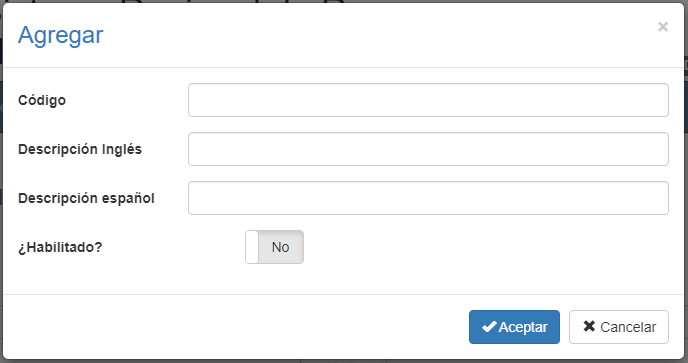 Agregar
×
Código
Descripción Inglés
Descripción español
¿Habilitado?
No
Aceptar
Cancelar